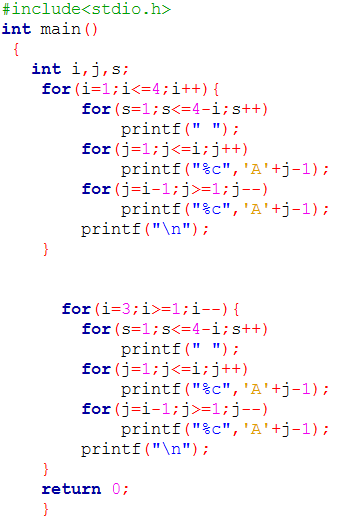 #include<stdio.h>
int main()
 {
   int i,j,s;
    for(i=1;i<=4;i++){
        for(s=1;s<=4-i;s++)
            printf(" ");
        for(j=1;j<=i;j++)
            printf("%c",'A'+j-1);
        for(j=i-1;j>=1;j--)
            printf("%c",'A'+j-1);
        printf("\n");
    }
      for(i=3;i>=1;i--){
        for(s=1;s<=4-i;s++)
            printf(" ");
        for(j=1;j<=i;j++)
            printf("%c",'A'+j-1);
        for(j=i-1;j>=1;j--)
            printf("%c",'A'+j-1);
        printf("\n");
    }
    return 0;
    }